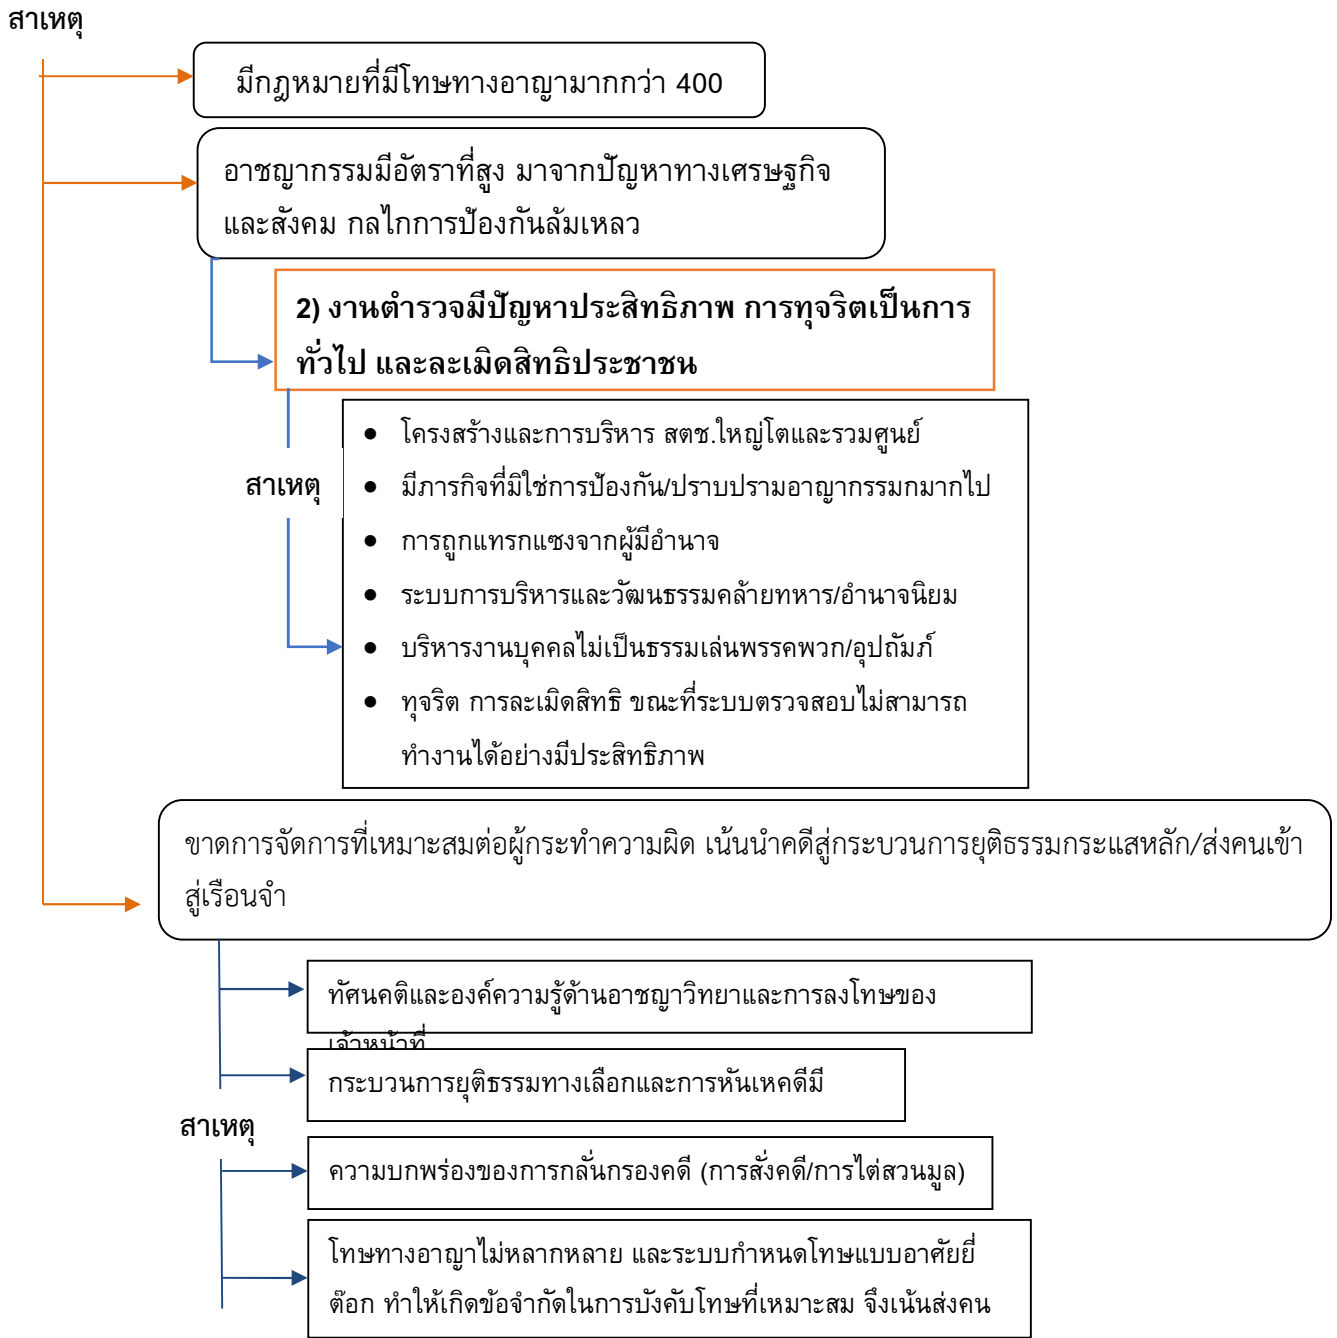 สาเหตุ
มีกฎหมายที่มีโทษทางอาญามากกว่า 400
อาชญากรรมมีอัตราที่สูง มาจากปัญหาทางเศรษฐกิจ
และสังคม กลไกการป้องกันล้มเหลว
2) งานตำรวจมีปัญหาประสิทธิภาพ การทุจริตเป็นการ
ทั่วไป และละเมิดสิทธิประชาชน
สาเหตุ
● โครงสร้างและการบริหาร สตช.ใหญ่โตและรวมศูนย์
● มีภารกิจที่มิใช่การป้องกัน/ปราบปรามอาญากรรมกมากไป
● การถูกแทรกแซงจากผู้มีอำนาจ
● ระบบการบริหารและวัฒนธรรมคล้ายทหาร/อำนาจนิยม
● บริหารงานบุคคลไม่เป็นธรรมเล่นพรรคพวก/อุปถัมภ์
● ทุจริต การละเมิดสิทธิ ขณะที่ระบบตรวจสอบไม่สามารถ
ทำงานได้อย่างมีประสิทธิภาพ
ขาดการจัดการที่เหมาะสมต่อผู้กระทำความผิด เน้นนำคดีสู่กระบวนการยุติธรรมกระแสหลัก/ส่งคนเข้า
สู่เรือนจำ
ทัศนคติและองค์ความรู้ด้านอาชญาวิทยาและการลงโทษของ
เจ้าหน้าที่
กระบวนการยุติธรรมทางเลือกและการหันเหคดีมี
สาเหตุ
ความบกพร่องของการกลั่นกรองคดี (การสั่งคดี/การไต่สวนมูล)
โทษทางอาญาไม่หลากหลาย และระบบกำหนดโทษแบบอาศัยยี่
ต๊อก ทำให้เกิดข้อจำกัดในการบังคับโทษที่เหมาะสม จึงเน้นส่งคน